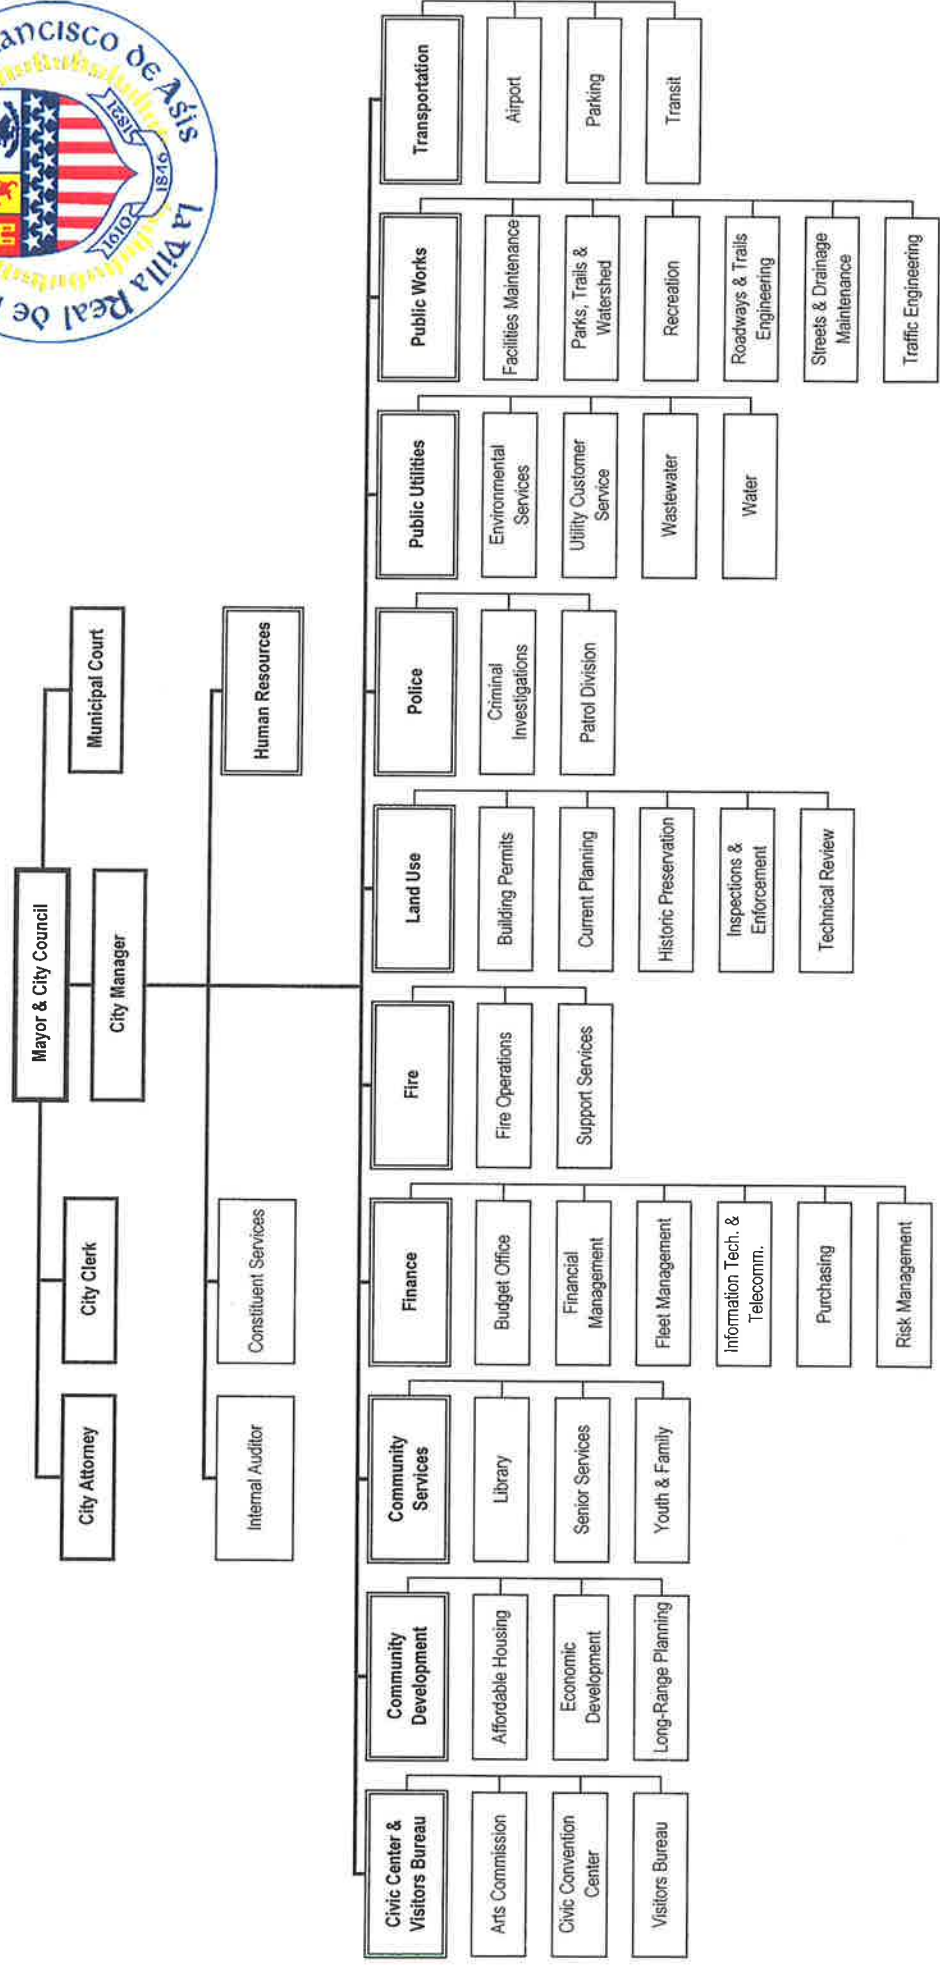 ancisco de Asis
La Villa Real de
1610
1846
1821
Mayor & City Council
City Attorney
City Clerk
Municipal Court
City Manager
Internal Auditor
Constituent Services
Human Resources
Civic Center &
Visitors Bureau
Arts Commission
Civic Convention
Center
Visitors Bureau
Community
Development
Affordable Housing
Economic
Development
Long-Range Planning
Community
Services
Library
Senior Services
Youth & Family
Finance
Budget Office
Financial
Management
Fleet Management
Information Tech. &
Telecomm.
Purchasing
Risk Management
Fire
Fire Operations
Support Services
Land Use
Building Permits
Current Planning
Historic Preservation
Inspections &
Enforcement
Technical Review
Police
Criminal
Investigations
Patrol Division
Public Utilities
Environmental
Services
Utility Customer
Service
Wastewater
Water
Public Works
Facilities Maintenance
Parks, Trails &
Watershed
Recreation
Roadways & Trails
Engineering
Streets & Drainage
Maintenance
Traffic Engineering
Transportation
Airport
Parking
Transit